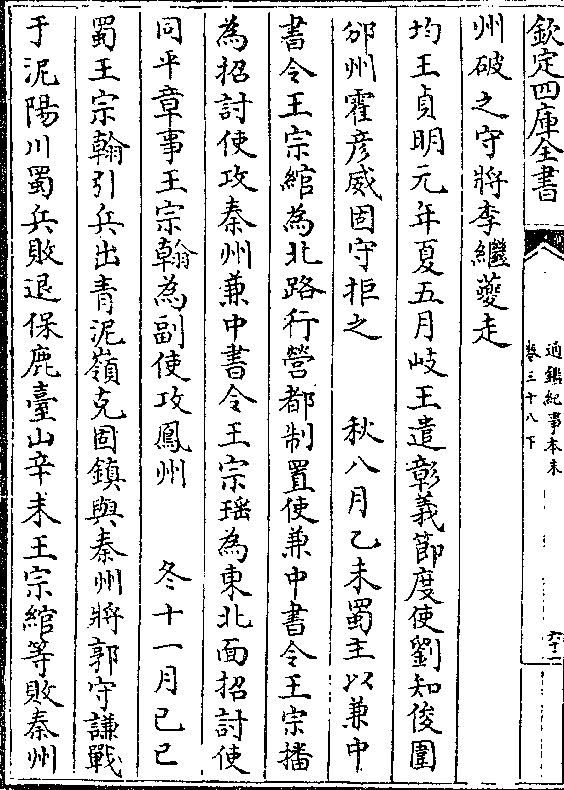 欽定四庫全書
通鑑紀事本末
卷三十八下
六十一
州破之守將李繼夔走
均王貞明元年夏五月岐王遣彰義節度使劉知俊圍
邠州霍彦威固守拒之　秋八月乙未蜀主以兼中
書令王宗綰為北路行營都制置使兼中書令王宗播
為招討使攻秦州兼中書令王宗瑶為東北面招討使
同平章事王宗翰為副使攻鳳州　冬十一月己巳
蜀王宗翰引兵出青泥嶺克固鎮與秦州將郭守謙戰
于泥陽川蜀兵敗退保鹿臺山辛未王宗綰等敗秦州